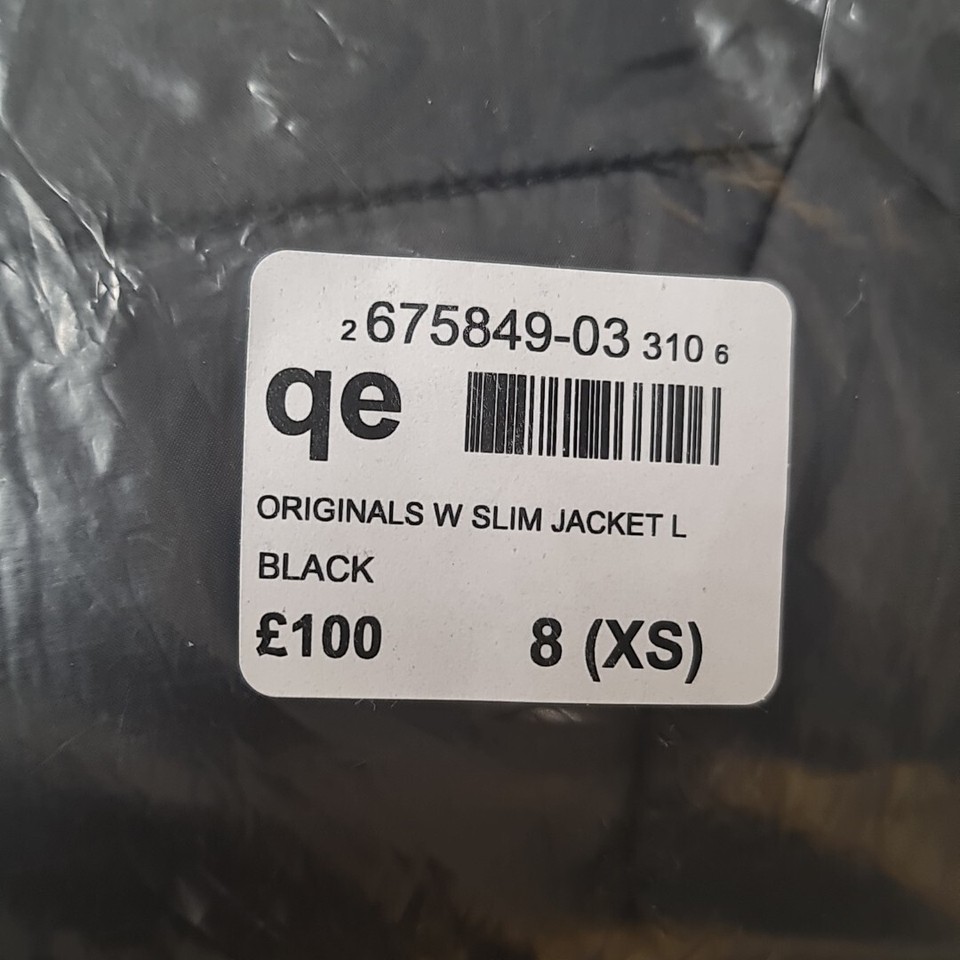 2 675849-03 310 6
qe
ORIGINALS W SLIM JACKET L
BLACK
£100 8 (XS)